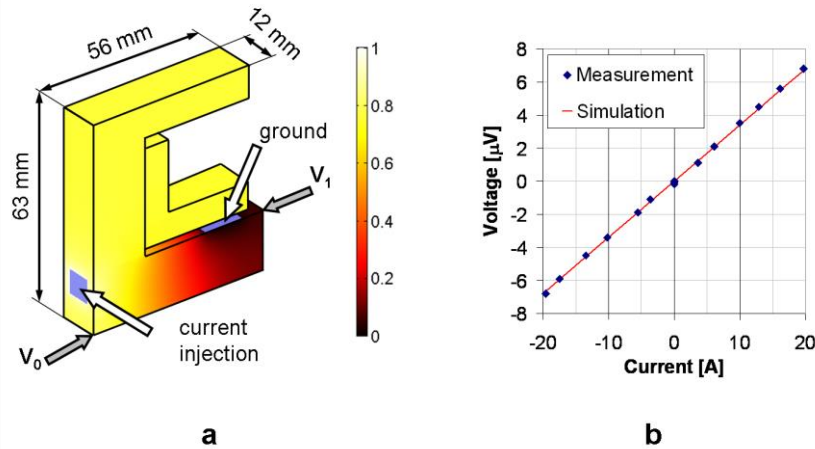 56 mm
12 mm
63 mm
1
0.8
0.6
0.4
0.2
0
ground
V1
V0
current
injection
a
8
6
4
2
0
-2
-4
-6
-8
Voltage [µV]
Measurement
Simulation
-20
-10
0
10
20
Current [A]
b